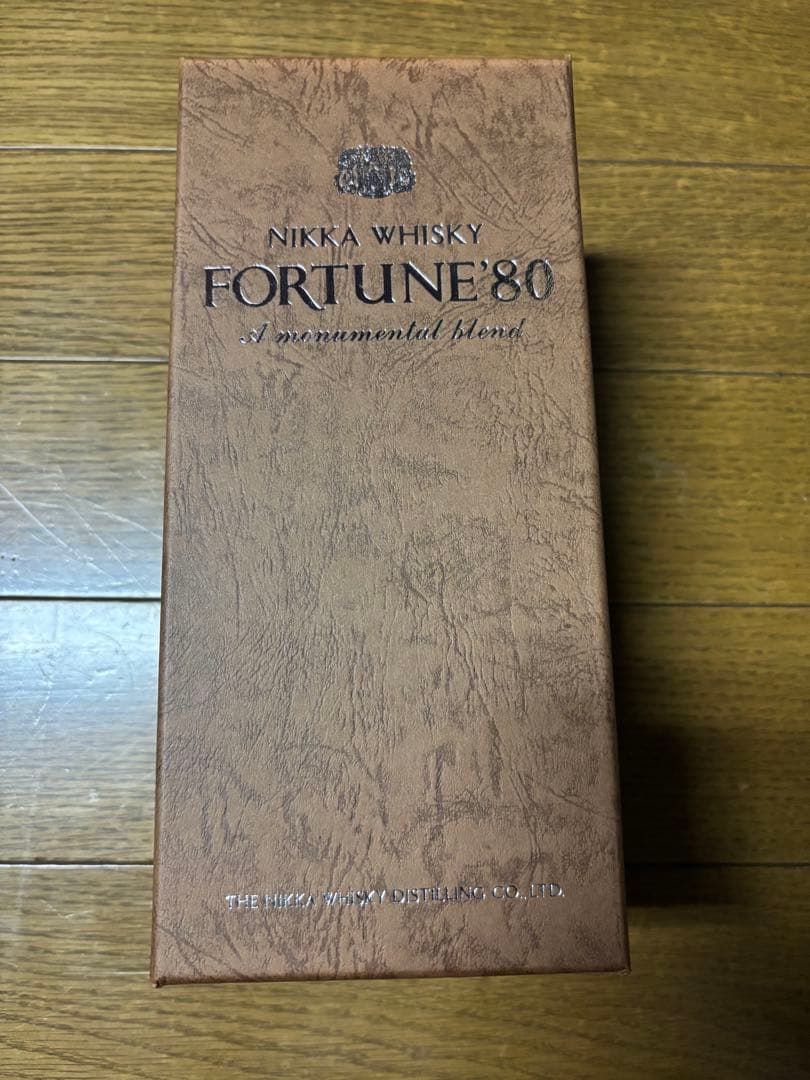 NIKKA WHISKY
FORTUNE'80
A monumental blend
THE NIKKA WHISKY DISTILLING CO., LTD.